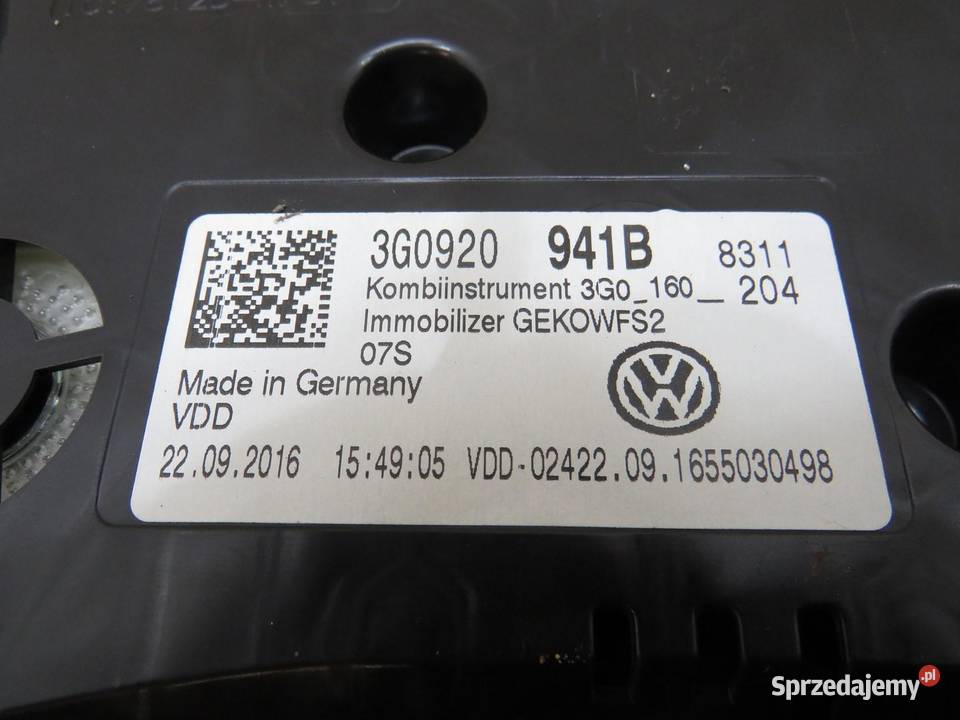 3G0920 941B 8311
Kombiinstrument 3G0_160__ 204
Immobilizer GEKOWFS2
07S
Made in Germany
VDD
22.09.2016 15:49:05 VDD-02422.09.1655030498
Sprzedajemy.pl